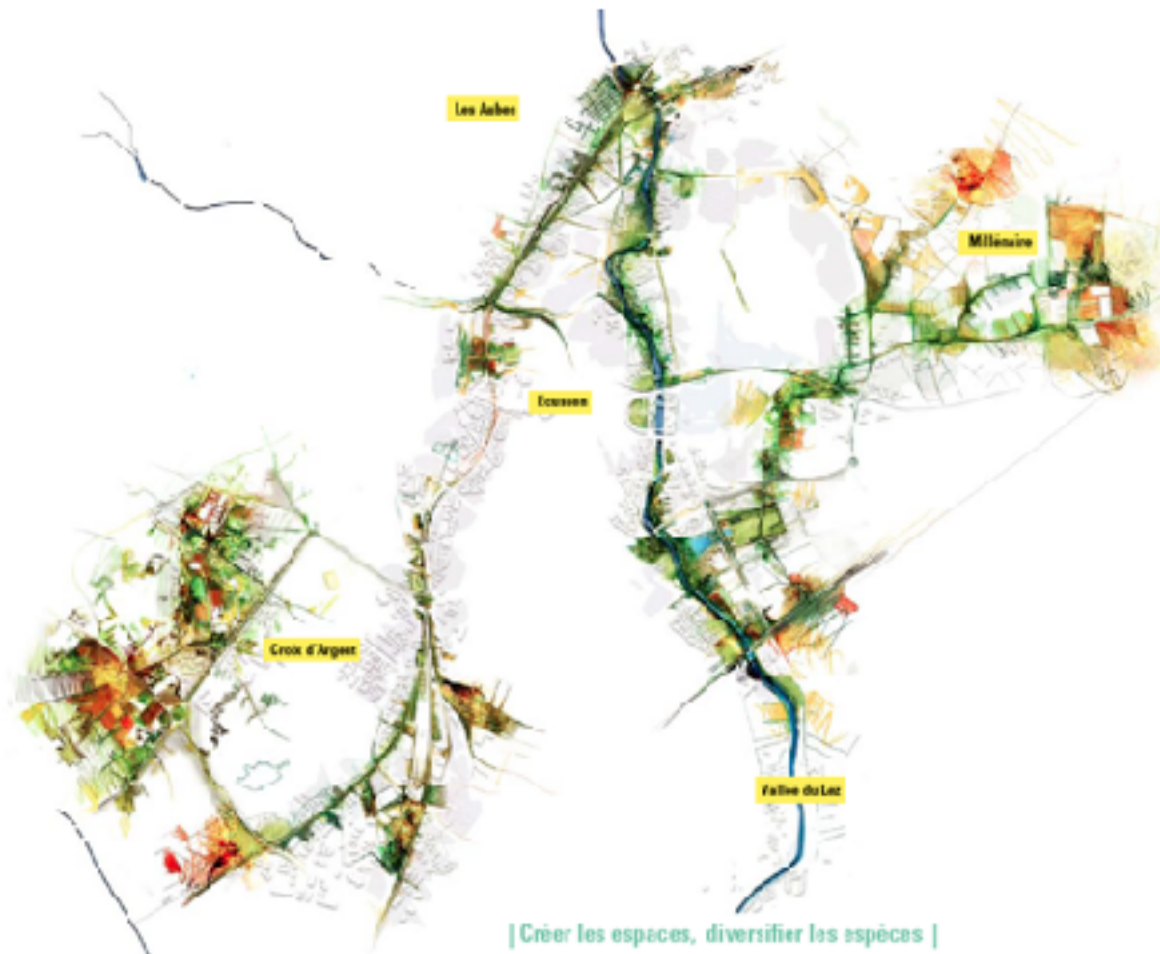 Les Aubes
Millénaire
Ecusson
Croix d'Argent
Vallée du Lez
| Créer les espaces, diversifier les espèces |